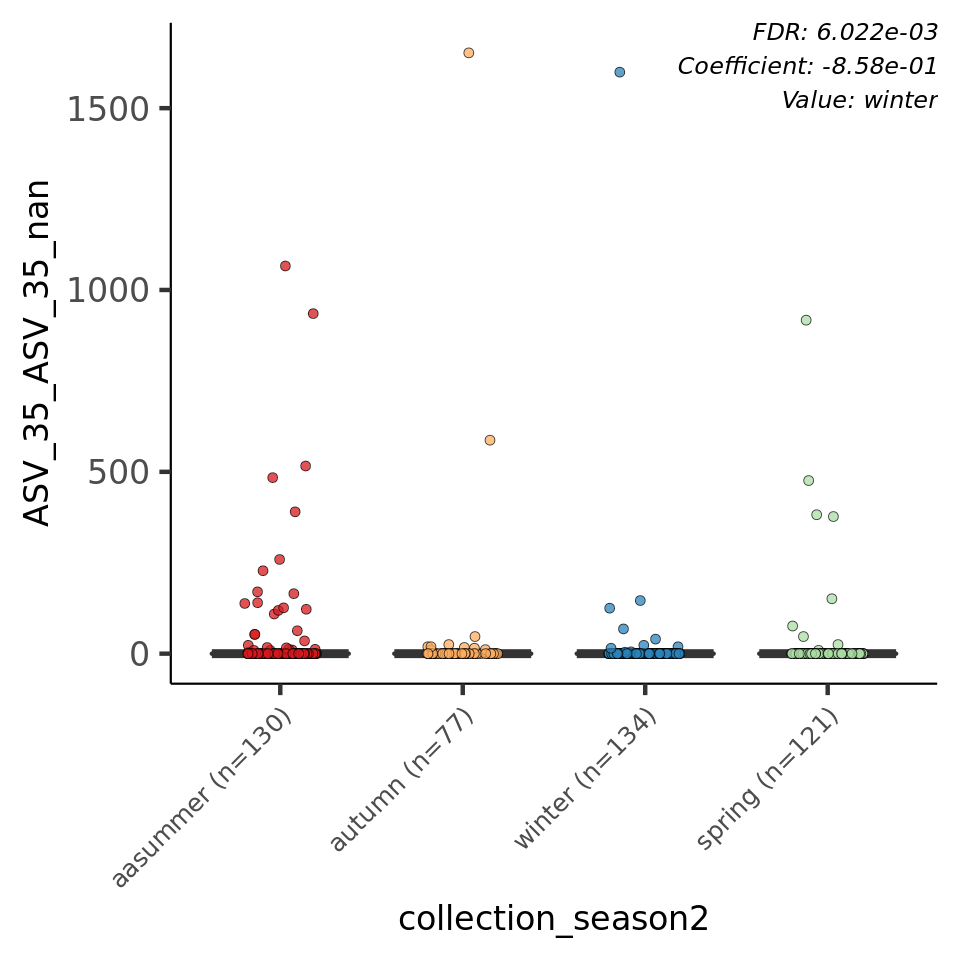 FDR: 6.022e-03
Coefficient: -8.58e-01
Value: winter
ASV_35_ASV_35_nan
1500
1000
500
0
aasummer (n=130)
autumn (n=77)
winter (n=134)
spring (n=121)
collection_season2